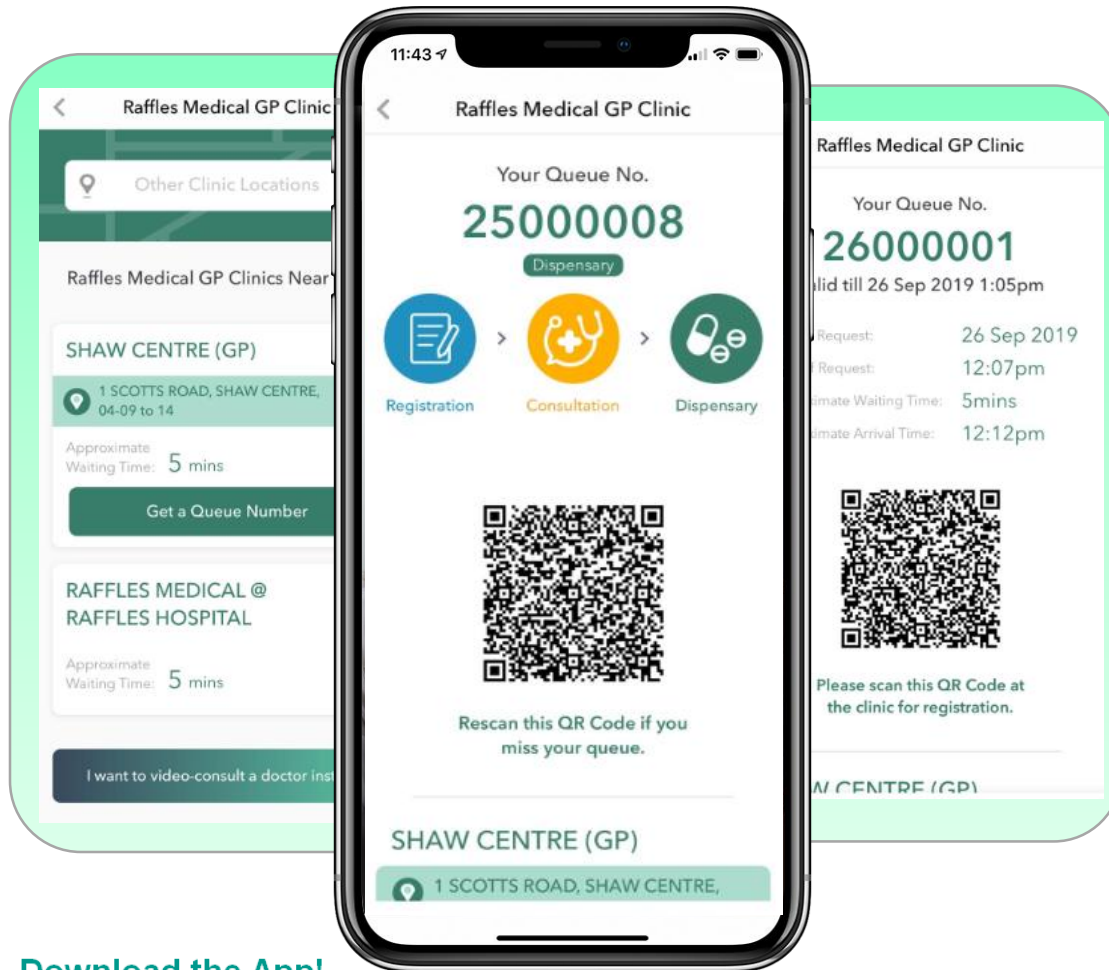 Raffles Medical GP Clinic
Other Clinic Locations
Raffles Medical GP Clinics Near
SHAW CENTRE (GP)
1 SCOTTS ROAD, SHAW CENTRE,
04-09 to 14
Approximate
Waiting Time: 5 mins
Get a Queue Number
RAFFLES MEDICAL @
RAFFLES HOSPITAL
Approximate
Waiting Time: 5 mins
I want to video-consult a doctor
11:43
Raffles Medical GP Clinic
Your Queue No.
25000008
Dispensary
Registration > Consultation > Dispensary
Rescan this QR Code if you
miss your queue.
SHAW CENTRE (GP)
1 SCOTTS ROAD, SHAW CENTRE,
Raffles Medical GP Clinic
Your Queue No.
26000001
till 26 Sep 2019 1:05pm
Request: 26 Sep 2019
Request: 12:07pm
Waiting Time: 5mins
Arrival Time: 12:12pm
Please scan this QR Code at
the clinic for registration.
CENTRE (GP)
Download the App!